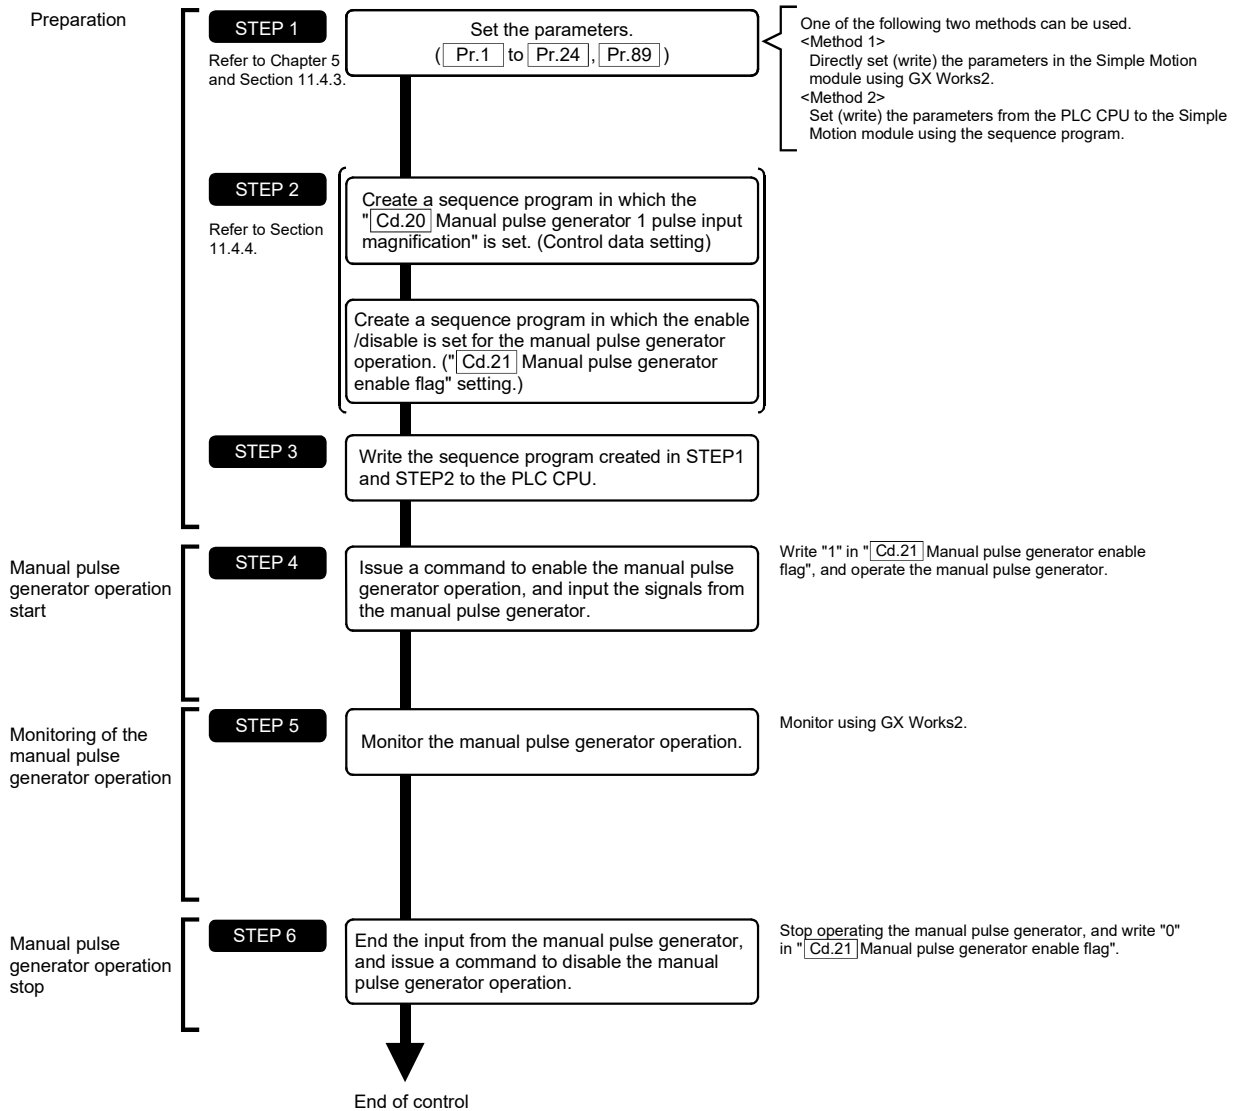 Preparation
STEP 1
Refer to Chapter 5
and Section 11.4.3.
Set the parameters.
( Pr.1 to Pr.24 , Pr.89 )
One of the following two methods can be used.
<Method 1>
Directly set (write) the parameters in the Simple Motion
module using GX Works2.
<Method 2>
Set (write) the parameters from the PLC CPU to the Simple
Motion module using the sequence program.
STEP 2
Refer to Section
11.4.4.
Create a sequence program in which the
" Cd.20 Manual pulse generator 1 pulse input
magnification" is set. (Control data setting)
Create a sequence program in which the enable
/disable is set for the manual pulse generator
operation. (" Cd.21 Manual pulse generator
enable flag" setting.)
STEP 3
Write the sequence program created in STEP1
and STEP2 to the PLC CPU.
Manual pulse
generator operation
start
STEP 4
Issue a command to enable the manual pulse
generator operation, and input the signals from
the manual pulse generator.
Write "1" in " Cd.21 Manual pulse generator enable
flag", and operate the manual pulse generator.
Monitoring of the
manual pulse
generator operation
STEP 5
Monitor the manual pulse generator operation.
Monitor using GX Works2.
Manual pulse
generator operation
stop
STEP 6
End the input from the manual pulse generator,
and issue a command to disable the manual
pulse generator operation.
Stop operating the manual pulse generator, and write "0"
in " Cd.21 Manual pulse generator enable flag".
End of control